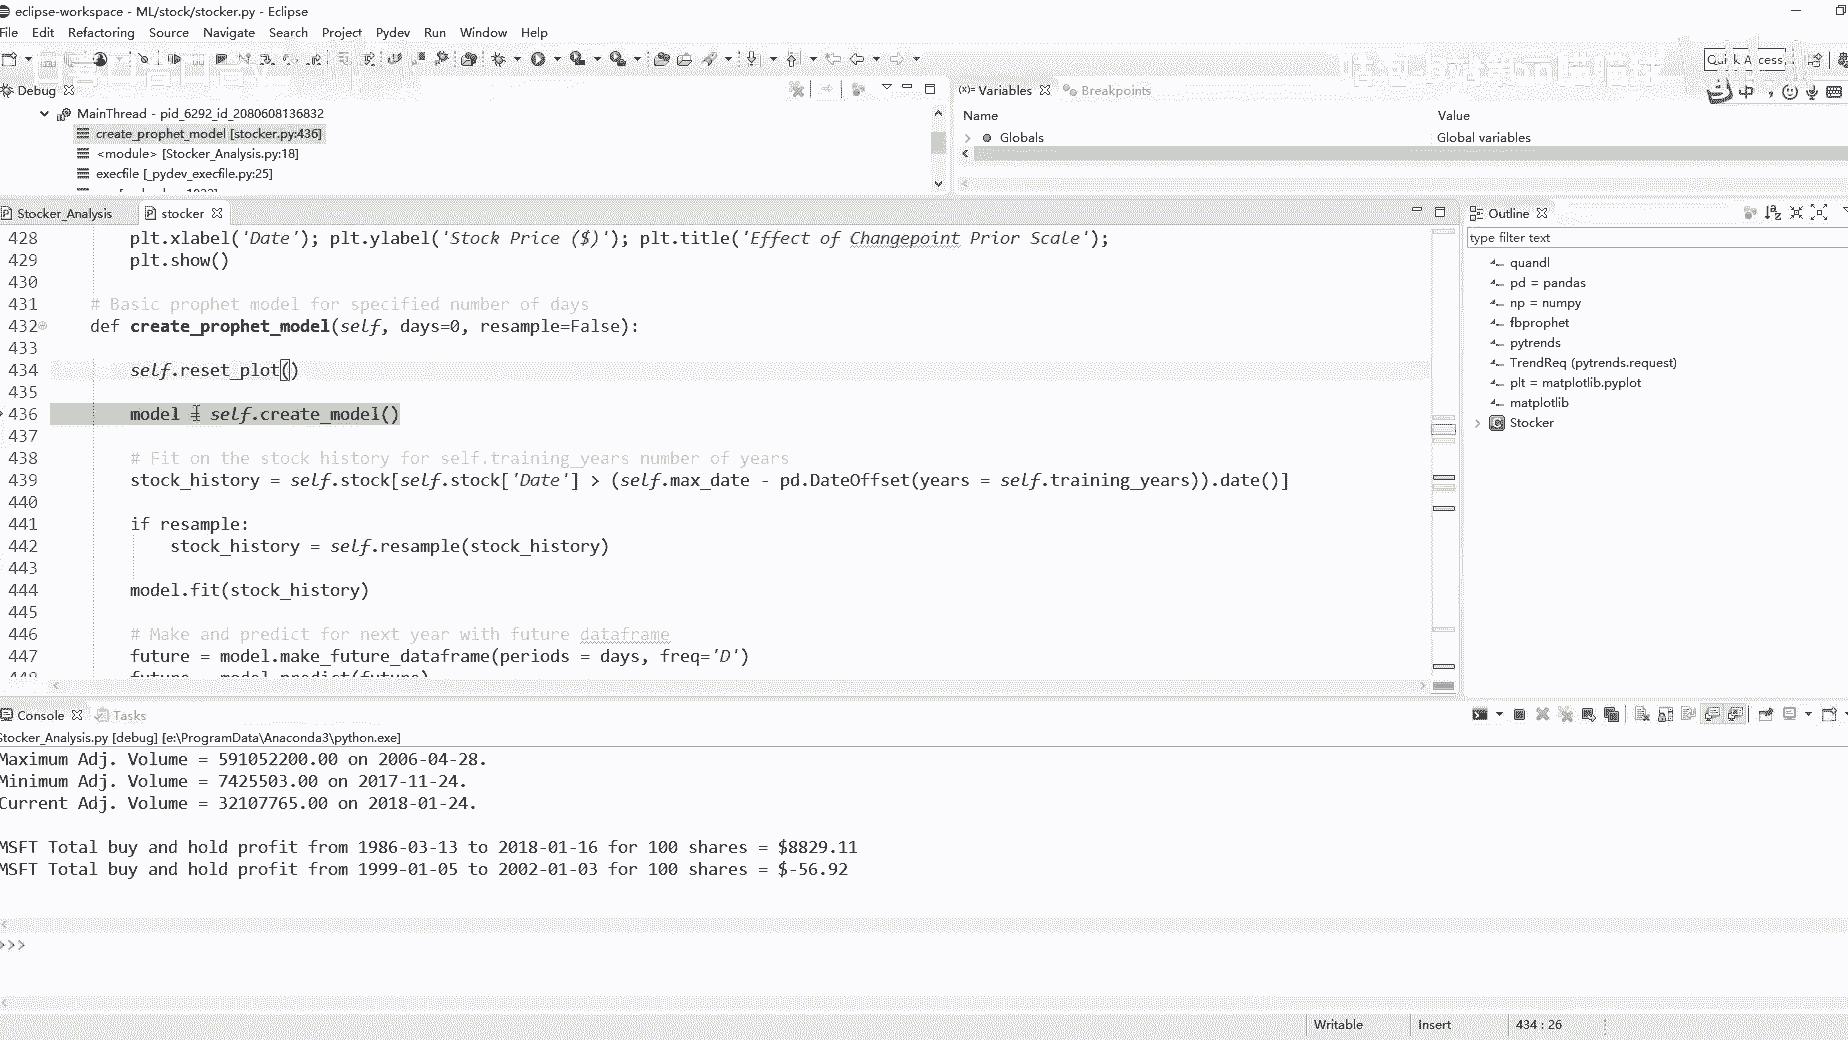 eclipse-workspace - ML/stock/stocker.py - Eclipse
File Edit Refactoring Source Navigate Search Project Pydev Run Window Help
Debug
(x)= Variables Breakpoints
MainThread - pid_6292_id_2080608136832
create_prophet_model [stocker.py:436]
<module> [Stocker_Analysis.py:18]
execfile [_pydev_execfile.py:25]
Name Value
Globals Global variables
Stocker_Analysis stocker
428 plt.xlabel('Date'); plt.ylabel('Stock Price ($)'); plt.title('Effect of Changepoint Prior Scale');
429 plt.show()
430
431 # Basic prophet model for specified number of days
432 def create_prophet_model(self, days=0, resample=False):
433
434 self.reset_plot()
435
436 model = self.create_model()
437
438 # Fit on the stock history for self.training_years number of years
439 stock_history = self.stock[self.stock['Date'] > (self.max_date - pd.DateOffset(years = self.training_years)).date()]
440
441 if resample:
442 stock_history = self.resample(stock_history)
443
444 model.fit(stock_history)
445
446 # Make and predict for next year with future dataframe
447 future = model.make_future_dataframe(periods = days, freq='D')
Outline
type filter text
quandl
pd = pandas
np = numpy
fbprophet
pytrends
TrendReq (pytrends.request)
plt = matplotlib.pyplot
matplotlib
Stocker
Console Tasks
Stocker_Analysis.py [debug] [e:\ProgramData\Anaconda3\python.exe]
Maximum Adj. Volume = 591052200.00 on 2006-04-28.
Minimum Adj. Volume = 7425503.00 on 2017-11-24.
Current Adj. Volume = 32107765.00 on 2018-01-24.
MSFT Total buy and hold profit from 1986-03-13 to 2018-01-16 for 100 shares = $8829.11
MSFT Total buy and hold profit from 1999-01-05 to 2002-01-03 for 100 shares = $-56.92
>>>
Writable Insert 434 : 26